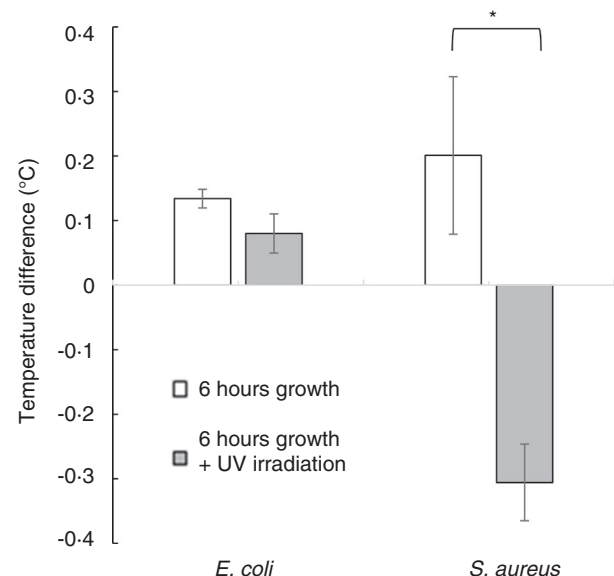 Temperature difference (°C)
0·4
0·3
0·2
0·1
0
-0·1
-0·2
-0·3
-0·4
*
6 hours growth
6 hours growth
+ UV irradiation
E. coli
S. aureus